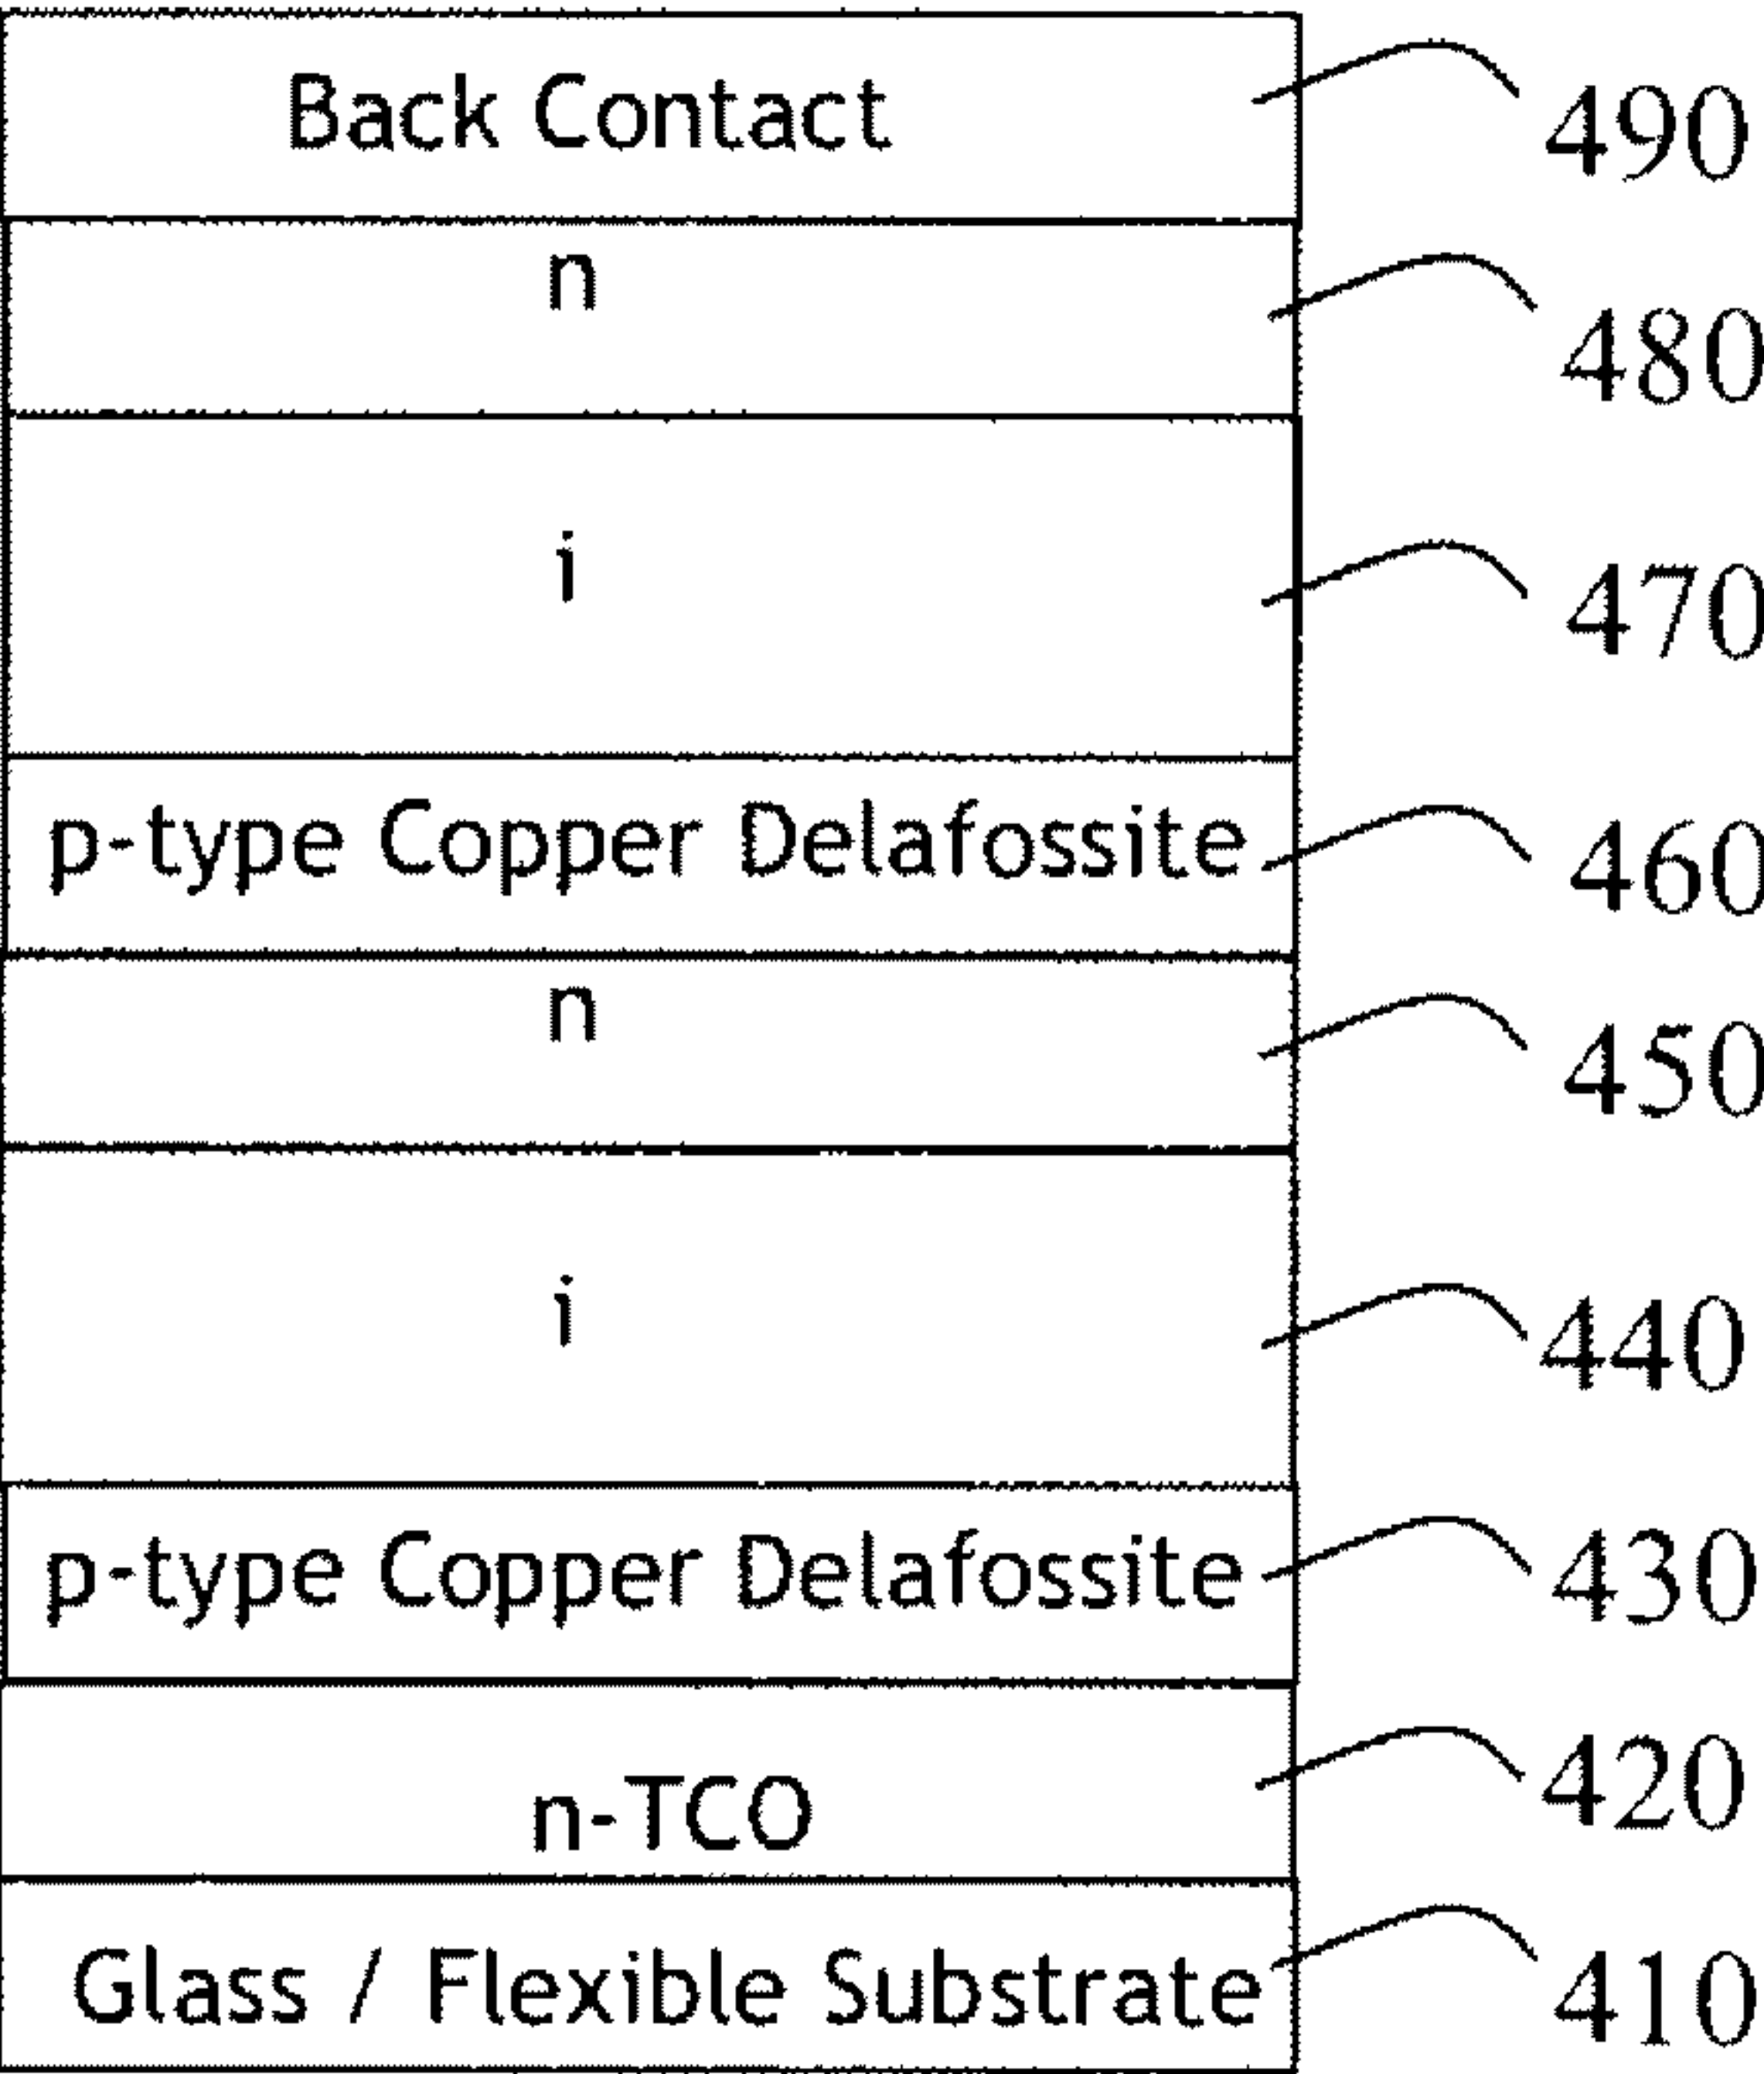 Back Contact 490
n 480
i 470
p-type Copper Delafossite 460
n 450
i 440
p-type Copper Delafossite 430
n-TCO 420
Glass / Flexible Substrate 410